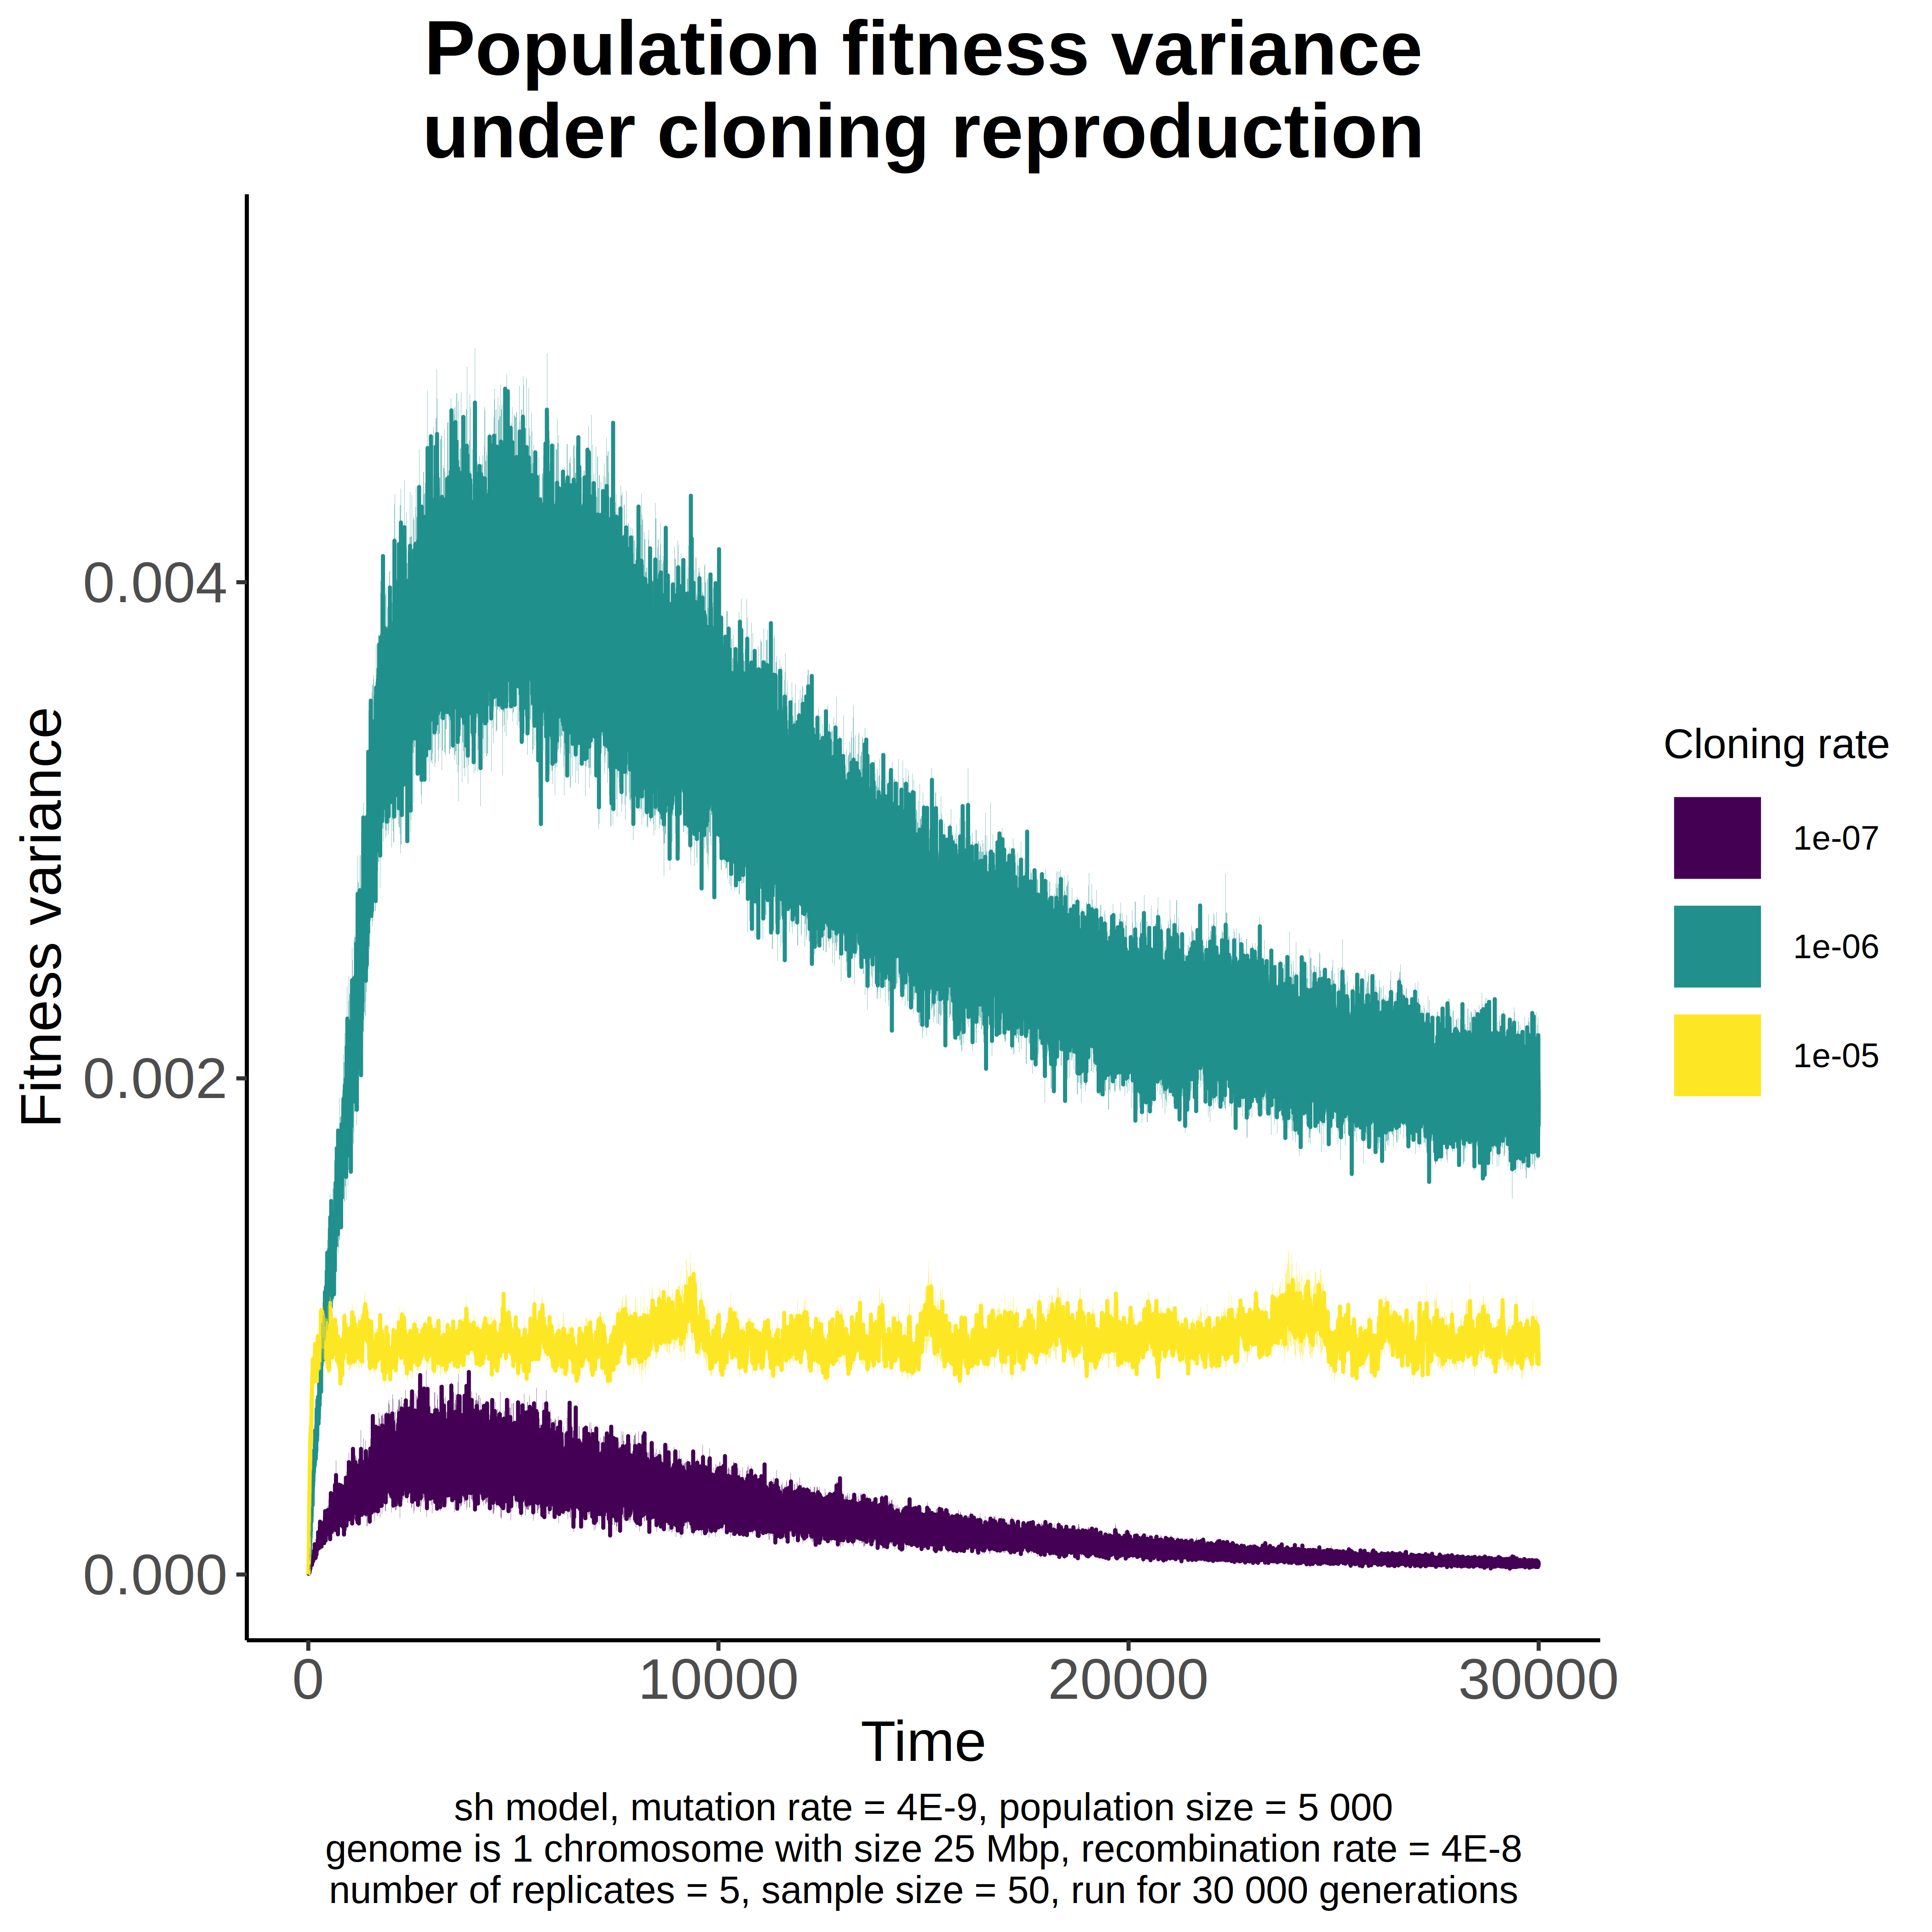 Population fitness variance
under cloning reproduction
Fitness variance
0.004
0.002
0.000
0
10000
20000
30000
Time
Cloning rate
1e-07
1e-06
1e-05
sh model, mutation rate = 4E-9, population size = 5 000
genome is 1 chromosome with size 25 Mbp, recombination rate = 4E-8
number of replicates = 5, sample size = 50, run for 30 000 generations